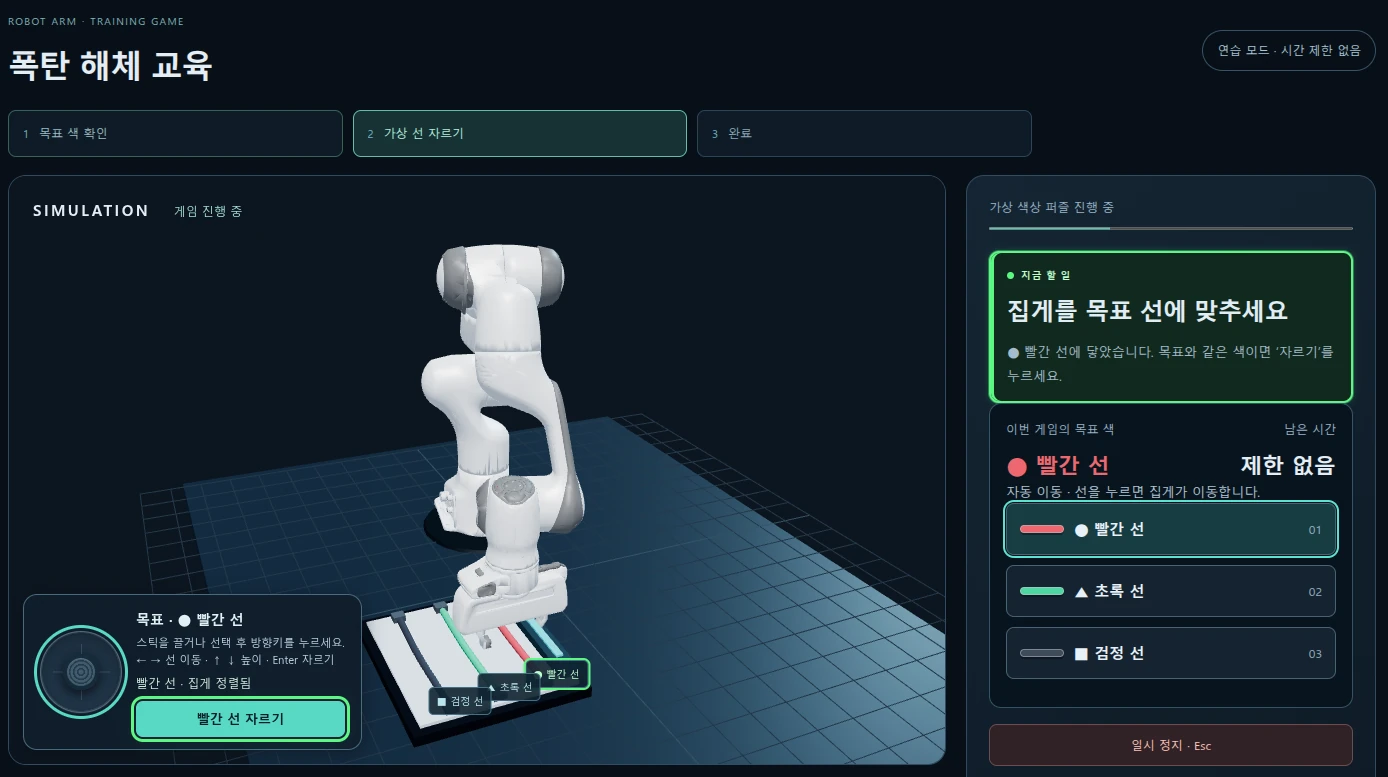 ROBOT ARM · TRAINING GAME
폭탄 해체 교육
연습 모드 · 시간 제한 없음
1 목표 색 확인
2 가상 선 자르기
3 완료
SIMULATION 게임 진행 중
목표 · ● 빨간 선
스틱을 끌거나 선택 후 방향키를 누르세요.
← → 선 이동 · ↑ ↓ 높이 · Enter 자르기
빨간 선 · 집게 정렬됨
빨간 선 자르기
● 빨간 선
▲ 초록 선
■ 검정 선
가상 색상 퍼즐 진행 중
● 지금 할 일
집게를 목표 선에 맞추세요
● 빨간 선에 닿았습니다. 목표와 같은 색이면 ‘자르기’를
누르세요.
이번 게임의 목표 색 남은 시간
● 빨간 선 제한 없음
자동 이동 · 선을 누르면 집게가 이동합니다.
● 빨간 선 01
▲ 초록 선 02
■ 검정 선 03
일시 정지 · Esc